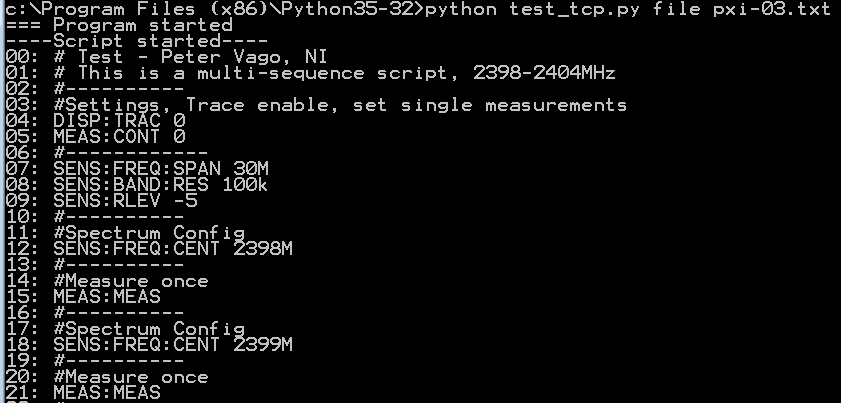 c:\Program Files (x86)\Python35-32>python test_tcp.py file pxi-03.txt
=== Program started
----Script started----
00: # Test - Peter Vago, NI
01: # This is a multi-sequence script, 2398-2404MHz
02: #----------
03: #Settings, Trace enable, set single measurements
04: DISP:TRAC 0
05: MEAS:CONT 0
06: #------------
07: SENS:FREQ:SPAN 30M
08: SENS:BAND:RES 100k
09: SENS:RLEV -5
10: #----------
11: #Spectrum Config
12: SENS:FREQ:CENT 2398M
13: #----------
14: #Measure once
15: MEAS:MEAS
16: #----------
17: #Spectrum Config
18: SENS:FREQ:CENT 2399M
19: #----------
20: #Measure once
21: MEAS:MEAS